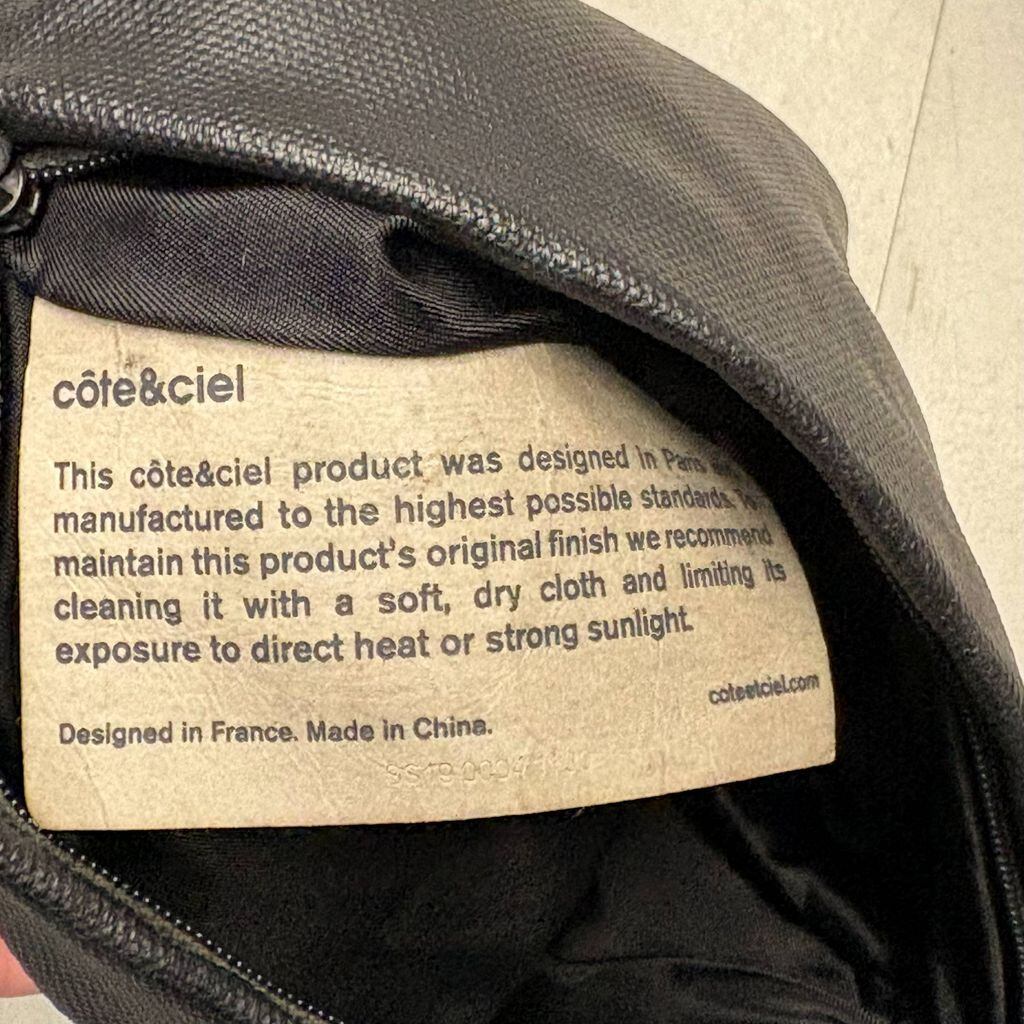 côte&ciel
This côte&ciel product was designed in Paris and
manufactured to the highest possible standards. To
maintain this product's original finish we recommend
cleaning it with a soft, dry cloth and limiting its
exposure to direct heat or strong sunlight.
coteetciel.com
Designed in France. Made in China.